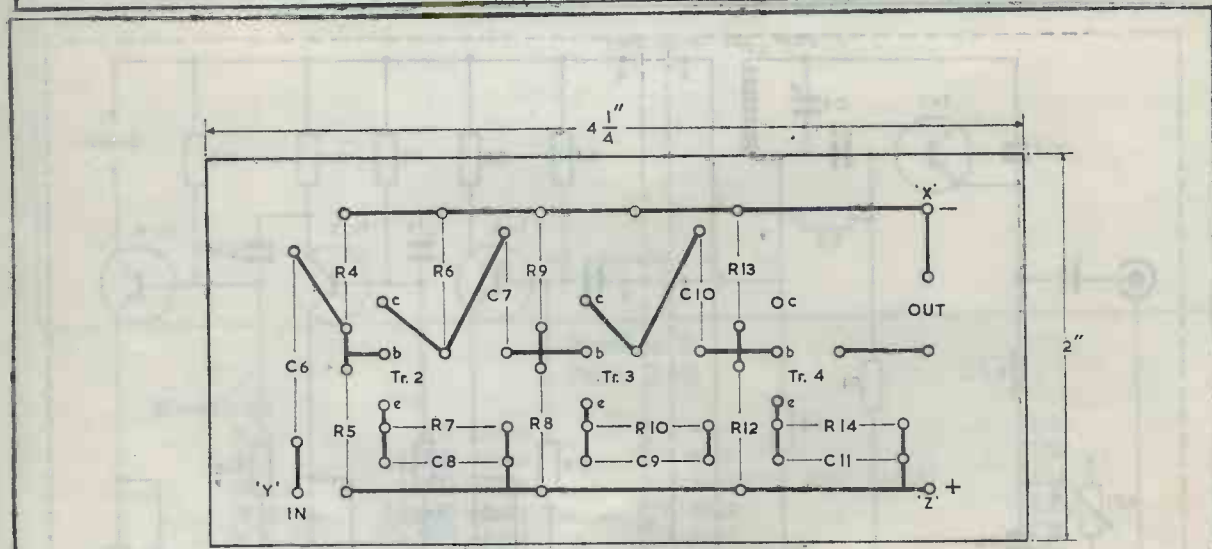 4 1/4"
'X' -
R4 R6 R9 R13
C7 C10
c c c
OUT
2"
C6
b b b
Tr. 2 Tr. 3 Tr. 4
e e e
R5 R7 R8 R10 R12 R14
C8 C9 C11
'Y'
IN
'Z' +